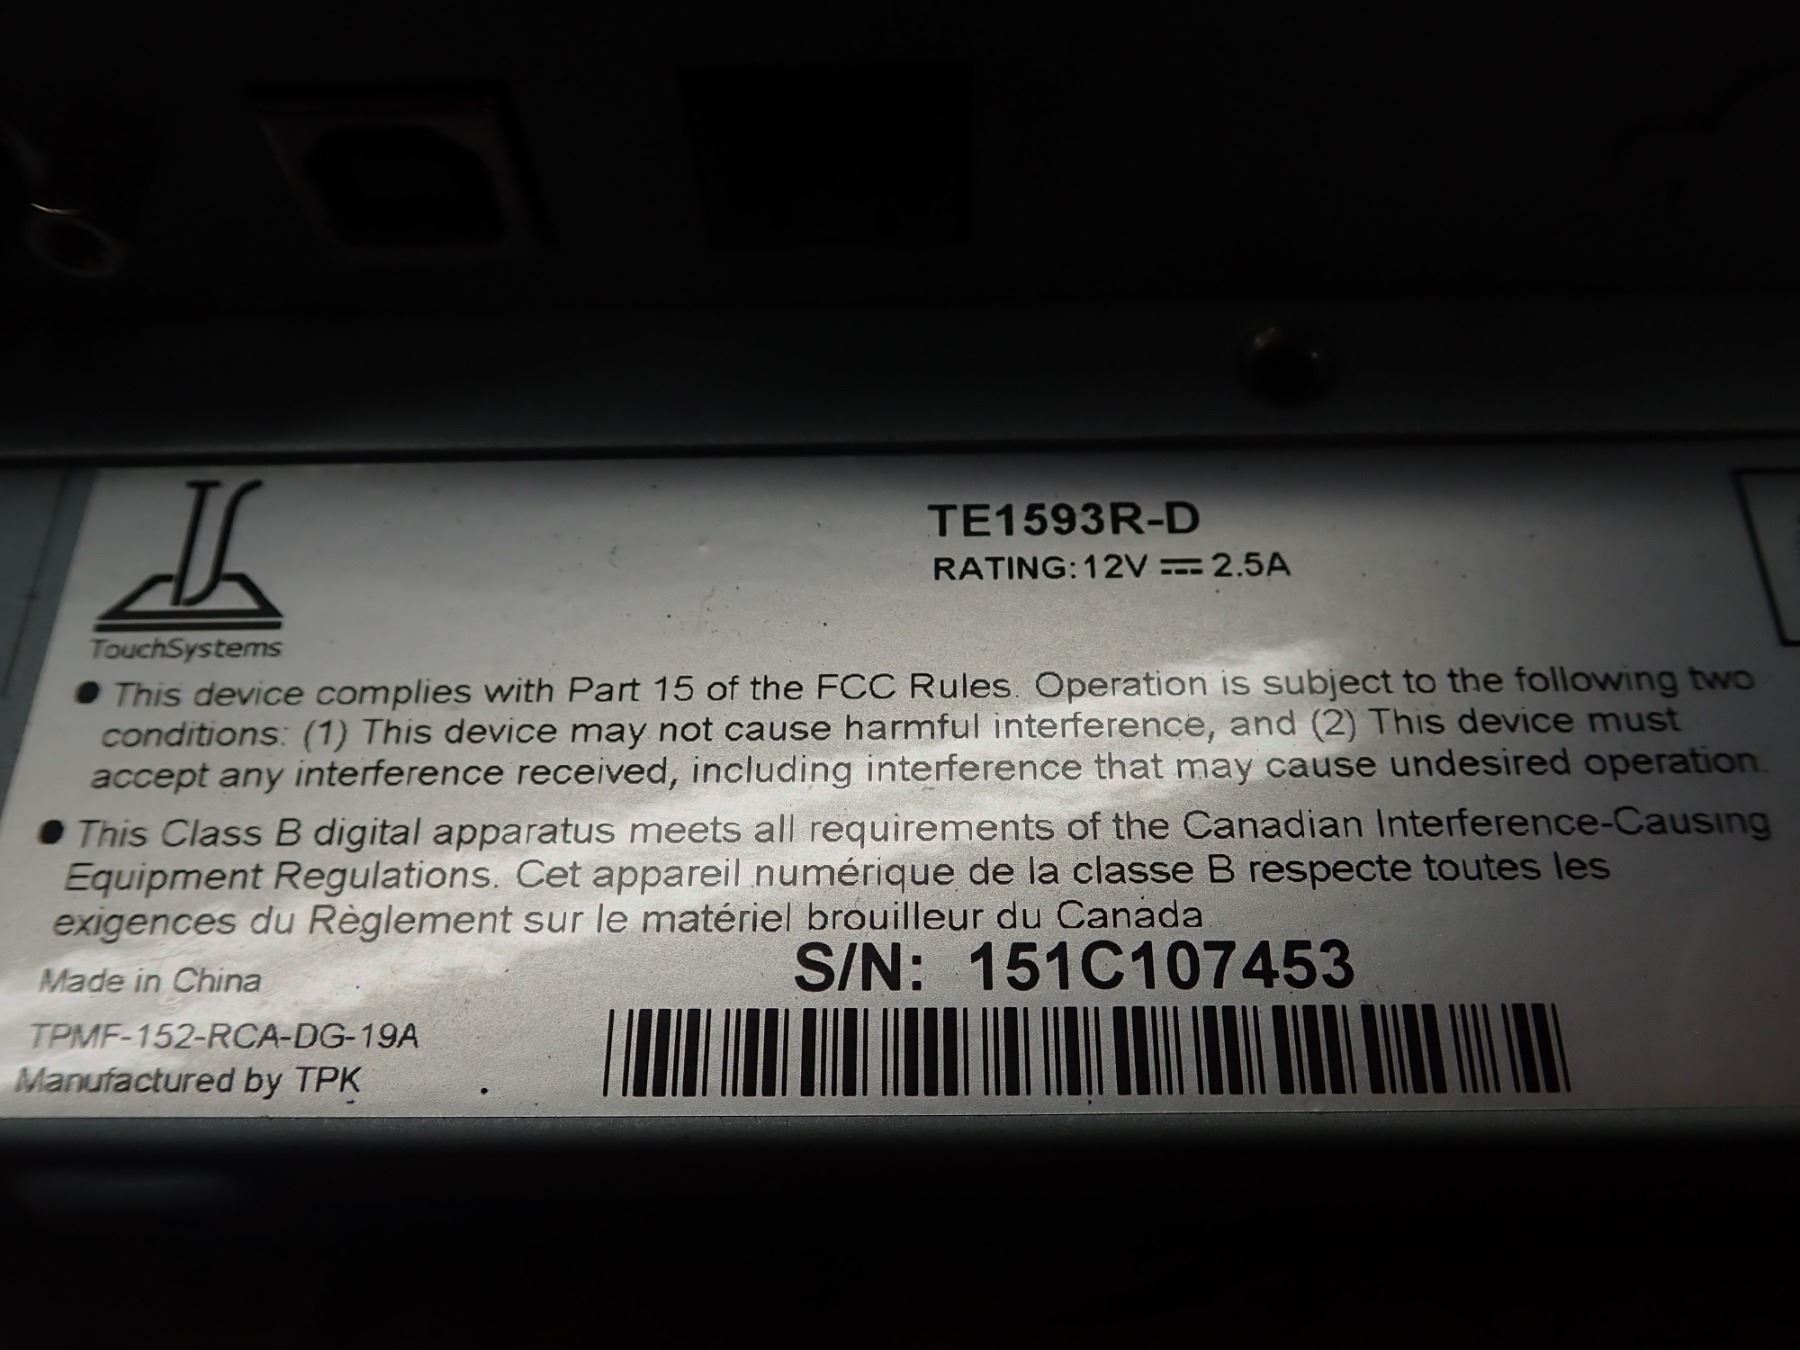 TS
TouchSystems
TE1593R-D
RATING: 12V ⎓ 2.5A
● This device complies with Part 15 of the FCC Rules. Operation is subject to the following two
conditions: (1) This device may not cause harmful interference, and (2) This device must
accept any interference received, including interference that may cause undesired operation.
● This Class B digital apparatus meets all requirements of the Canadian Interference-Causing
Equipment Regulations. Cet appareil numérique de la classe B respecte toutes les
exigences du Règlement sur le matériel brouilleur du Canada
S/N: 151C107453
Made in China
TPMF-152-RCA-DG-19A
Manufactured by TPK